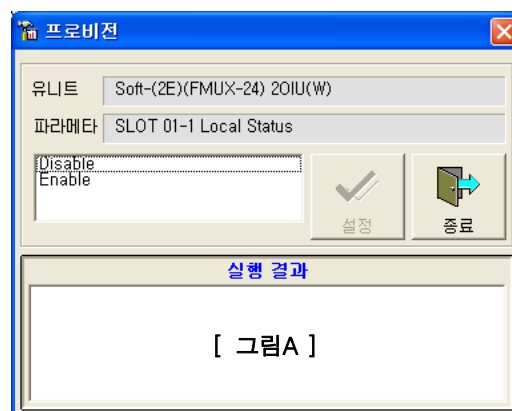 프로비전
유니트 Soft-(2E)(FMUX-24) 2OIU(W)
파라메타 SLOT 01-1 Local Status
Disable
Enable
설정
종료
실행 결과
[ 그림A ]